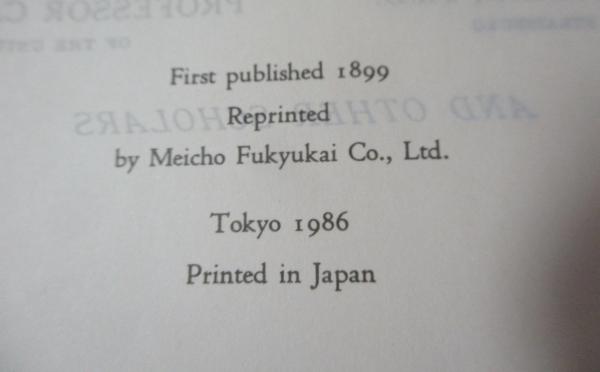 First published 1899
Reprinted
by Meicho Fukyukai Co., Ltd.
Tokyo 1986
Printed in Japan